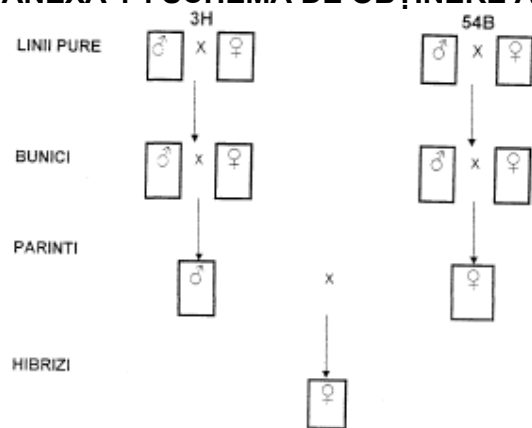 3H 54B
LINII PURE ♂ X ♀ ♂ X ♀
BUNICI ♂ x ♀ ♂ x ♀
PARINTI ♂ x ♀
HIBRIZI ♀